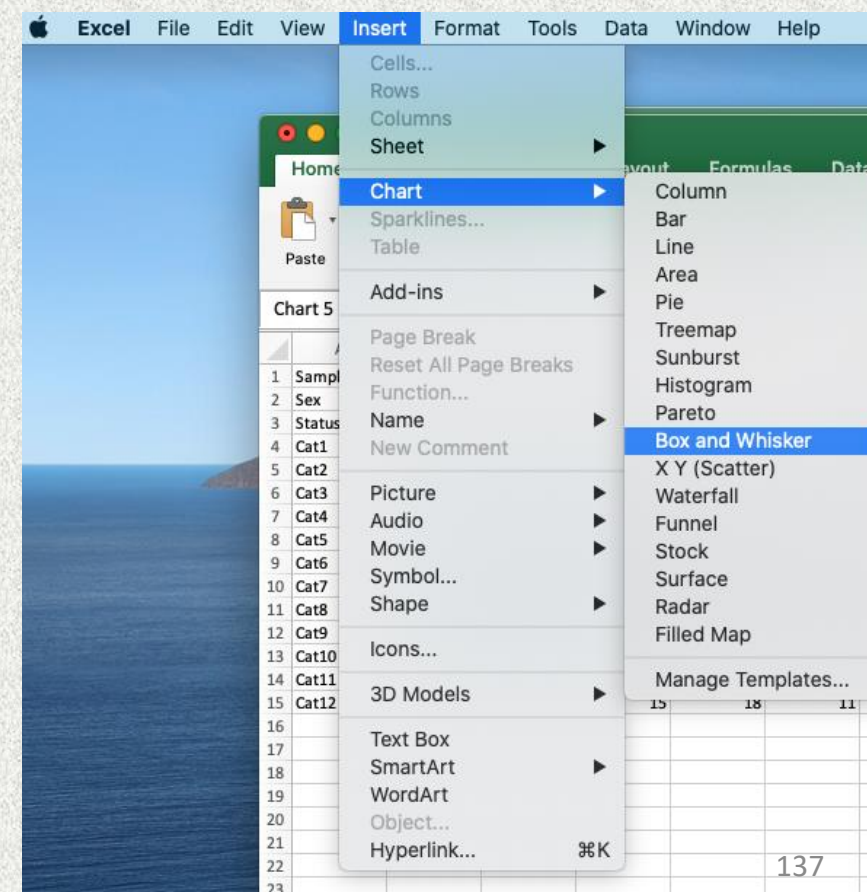 Excel File Edit View Insert Format Tools Data Window Help
Cells...
Rows
Columns
Sheet
Home
Formulas
Chart
Sparklines...
Table
Add-ins
Page Break
Reset All Page Breaks
Function...
Name
New Comment
Picture
Audio
Movie
Symbol...
Shape
Icons...
3D Models
Text Box
SmartArt
WordArt
Object...
Hyperlink... ⌘K
Column
Bar
Line
Area
Pie
Treemap
Sunburst
Histogram
Pareto
Box and Whisker
X Y (Scatter)
Waterfall
Funnel
Stock
Surface
Radar
Filled Map
Manage Templates...
Paste
Chart 5
1 Sampl
2 Sex
3 Status
4 Cat1
5 Cat2
6 Cat3
7 Cat4
8 Cat5
9 Cat6
10 Cat7
11 Cat8
12 Cat9
13 Cat10
14 Cat11
15 Cat12 15 18 11
16
17
18
19
20
21
22
23
137